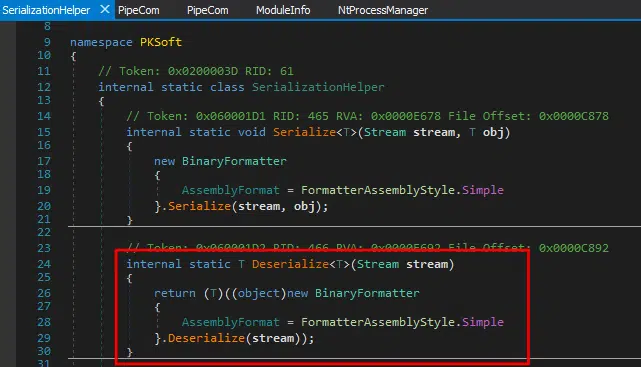 SerializationHelper X PipeCom PipeCom ModuleInfo NtProcessManager
8
9 namespace PKSoft
10 {
11 // Token: 0x0200003D RID: 61
12 internal static class SerializationHelper
13 {
14 // Token: 0x060001D1 RID: 465 RVA: 0x0000E678 File Offset: 0x0000C878
15 internal static void Serialize<T>(Stream stream, T obj)
16 {
17 new BinaryFormatter
18 {
19 AssemblyFormat = FormatterAssemblyStyle.Simple
20 }.Serialize(stream, obj);
21 }
22
23 // Token: 0x060001D2 RID: 466 RVA: 0x0000E692 File Offset: 0x0000C892
24 internal static T Deserialize<T>(Stream stream)
25 {
26 return (T)((object)new BinaryFormatter
27 {
28 AssemblyFormat = FormatterAssemblyStyle.Simple
29 }.Deserialize(stream));
30 }
31